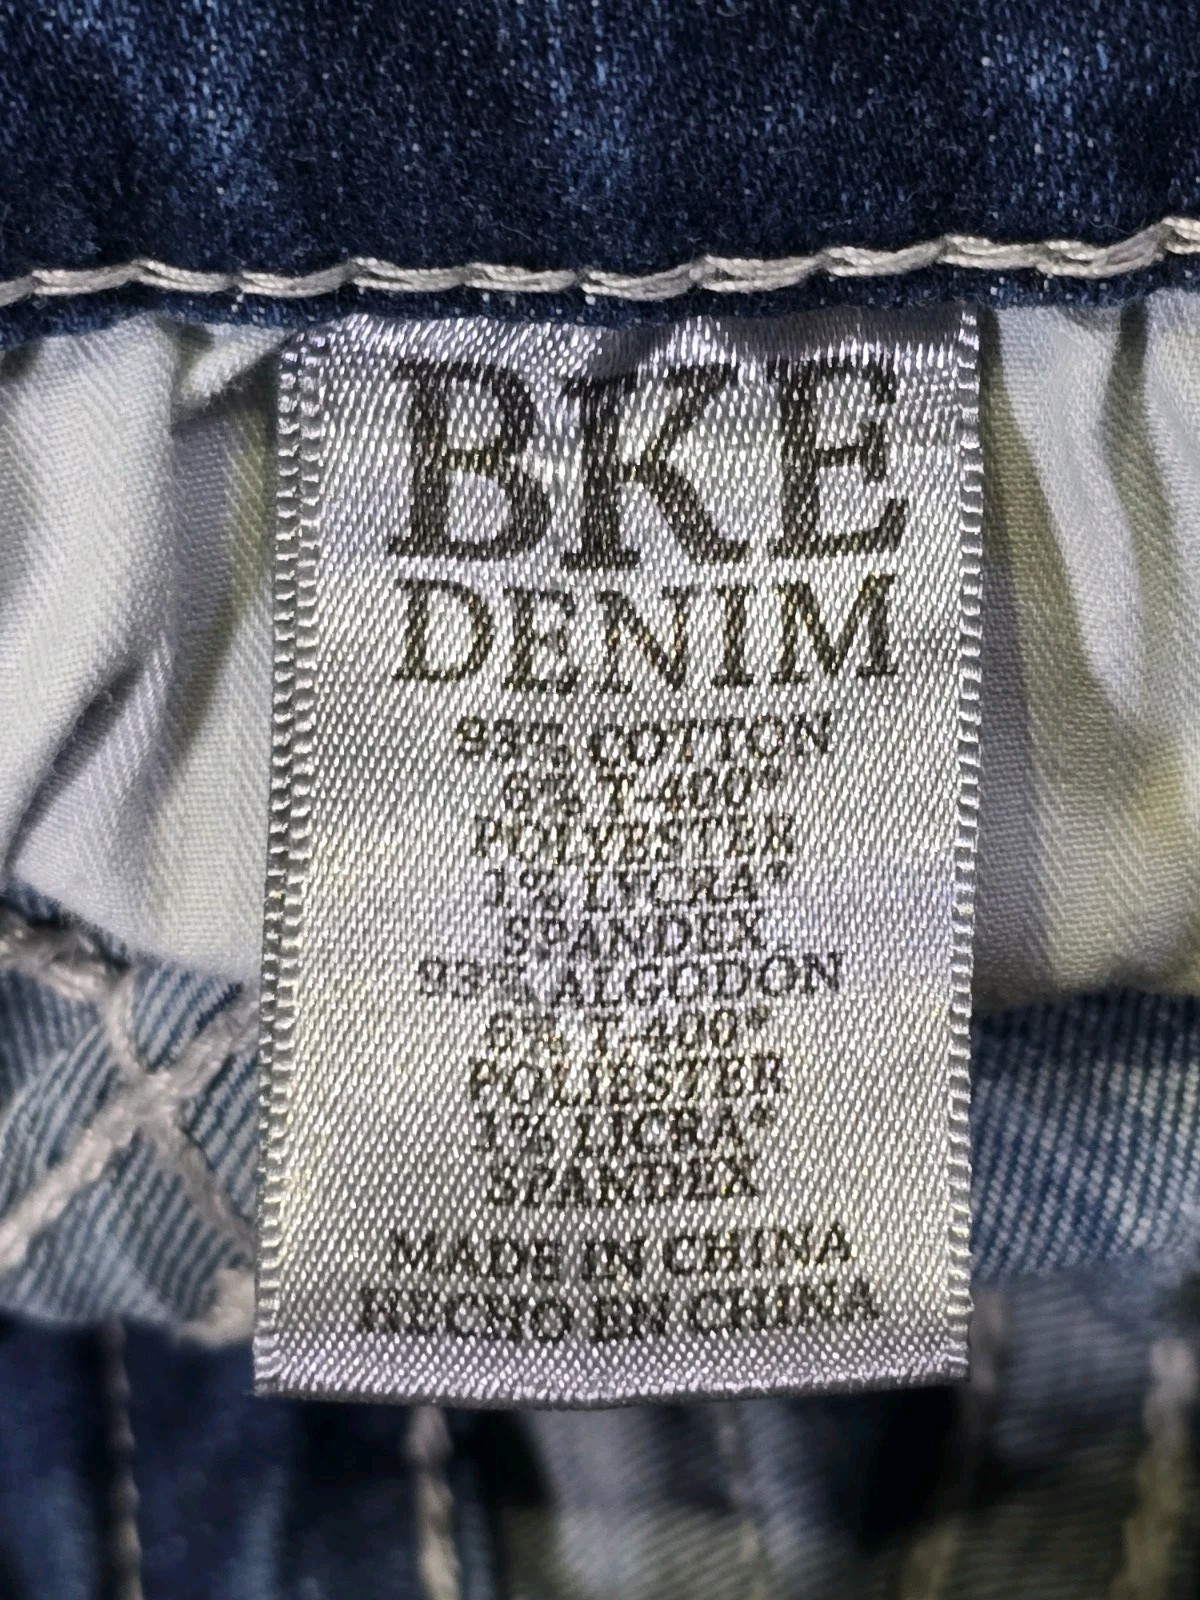 BKE
DENIM
93% COTTON
6% T-400*
POLYESTER
1% LYCRA*
SPANDEX
93% ALGODON
6% T-400*
POLIESTER
1% LICRA*
SPANDEX
MADE IN CHINA
HECHO EN CHINA